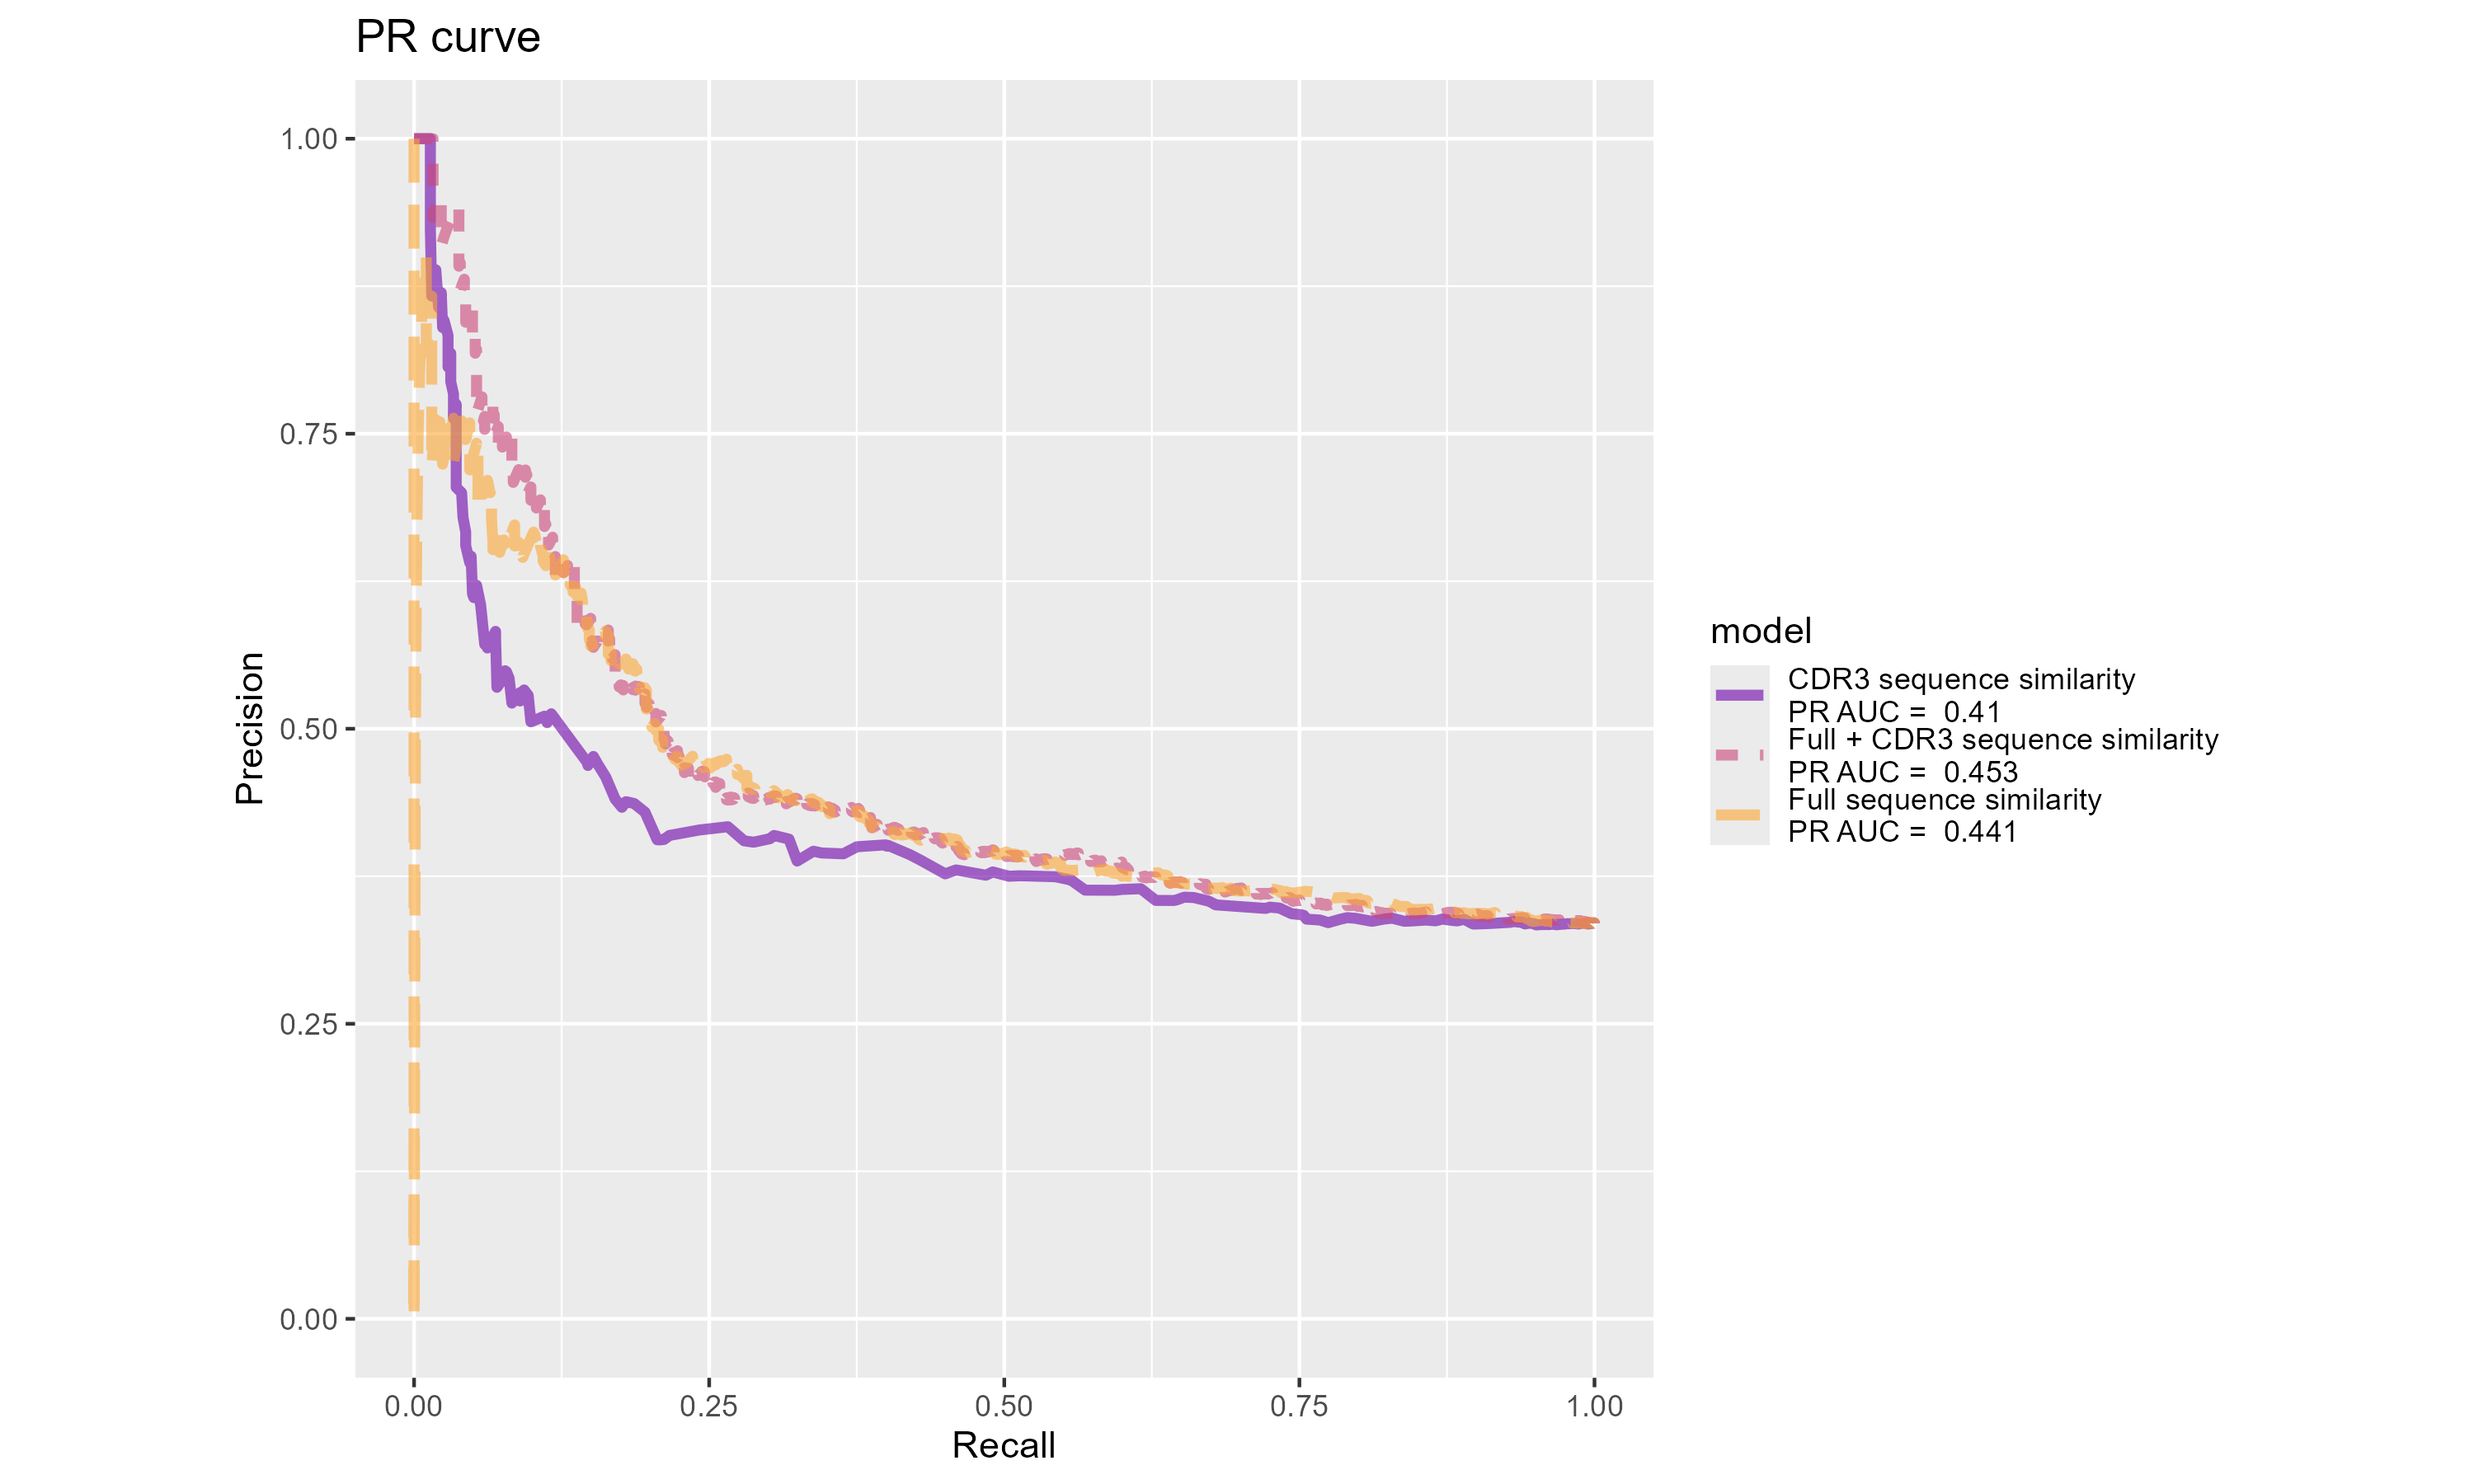 PR curve
1.00
0.75
0.50
0.25
0.00
Precision
0.00
0.25
0.50
0.75
1.00
Recall
model
CDR3 sequence similarity
PR AUC = 0.41
Full + CDR3 sequence similarity
PR AUC = 0.453
Full sequence similarity
PR AUC = 0.441